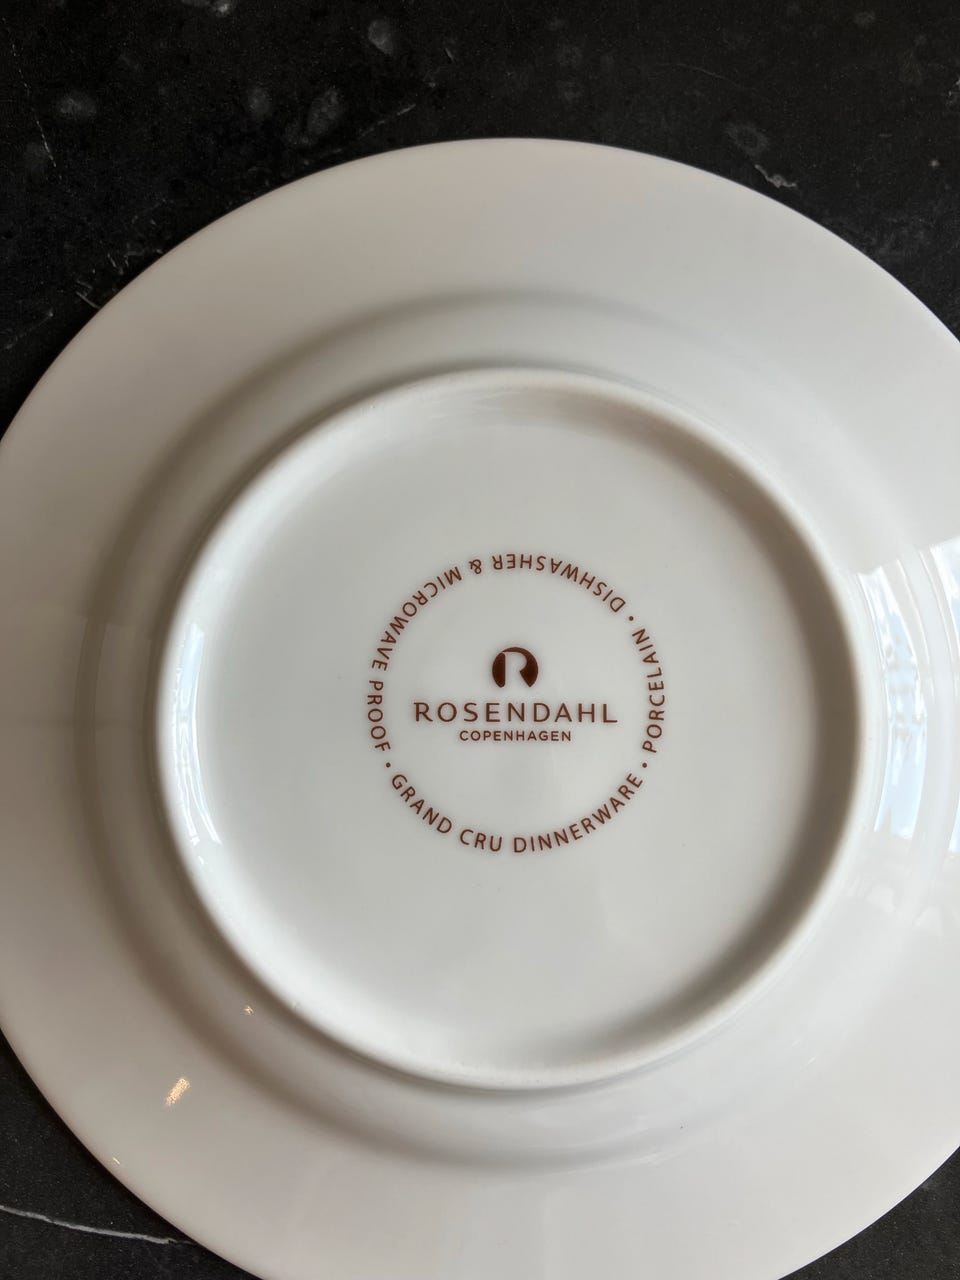 ROSENDAHL
COPENHAGEN
GRAND CRU DINNERWARE • PORCELAIN • DISHWASHER & MICROWAVE PROOF •